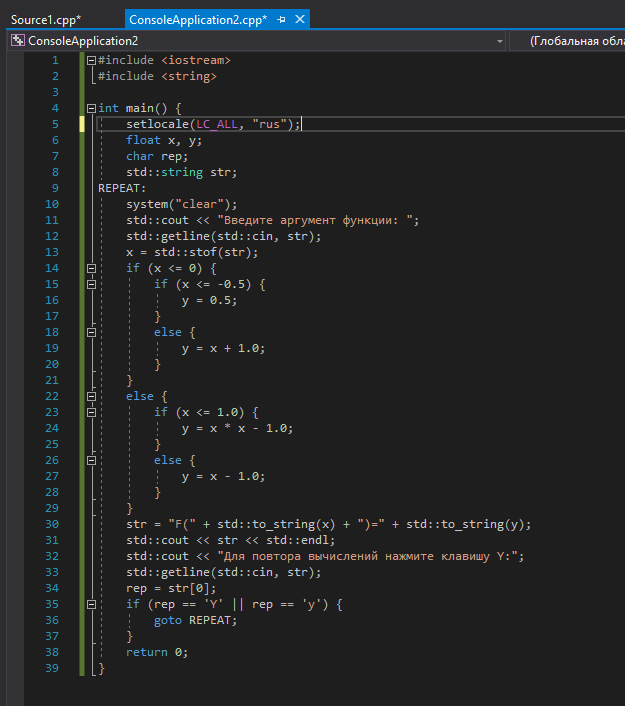 Source1.cpp*
ConsoleApplication2.cpp*
ConsoleApplication2
(Глобальная обла
1 #include <iostream>
2 #include <string>
3
4 int main() {
5 setlocale(LC_ALL, "rus");
6 float x, y;
7 char rep;
8 std::string str;
9 REPEAT:
10 system("clear");
11 std::cout << "Введите аргумент функции: ";
12 std::getline(std::cin, str);
13 x = std::stof(str);
14 if (x <= 0) {
15 if (x <= -0.5) {
16 y = 0.5;
17 }
18 else {
19 y = x + 1.0;
20 }
21 }
22 else {
23 if (x <= 1.0) {
24 y = x * x - 1.0;
25 }
26 else {
27 y = x - 1.0;
28 }
29 }
30 str = "F(" + std::to_string(x) + ")=" + std::to_string(y);
31 std::cout << str << std::endl;
32 std::cout << "Для повтора вычислений нажмите клавишу Y:";
33 std::getline(std::cin, str);
34 rep = str[0];
35 if (rep == 'Y' || rep == 'y') {
36 goto REPEAT;
37 }
38 return 0;
39 }